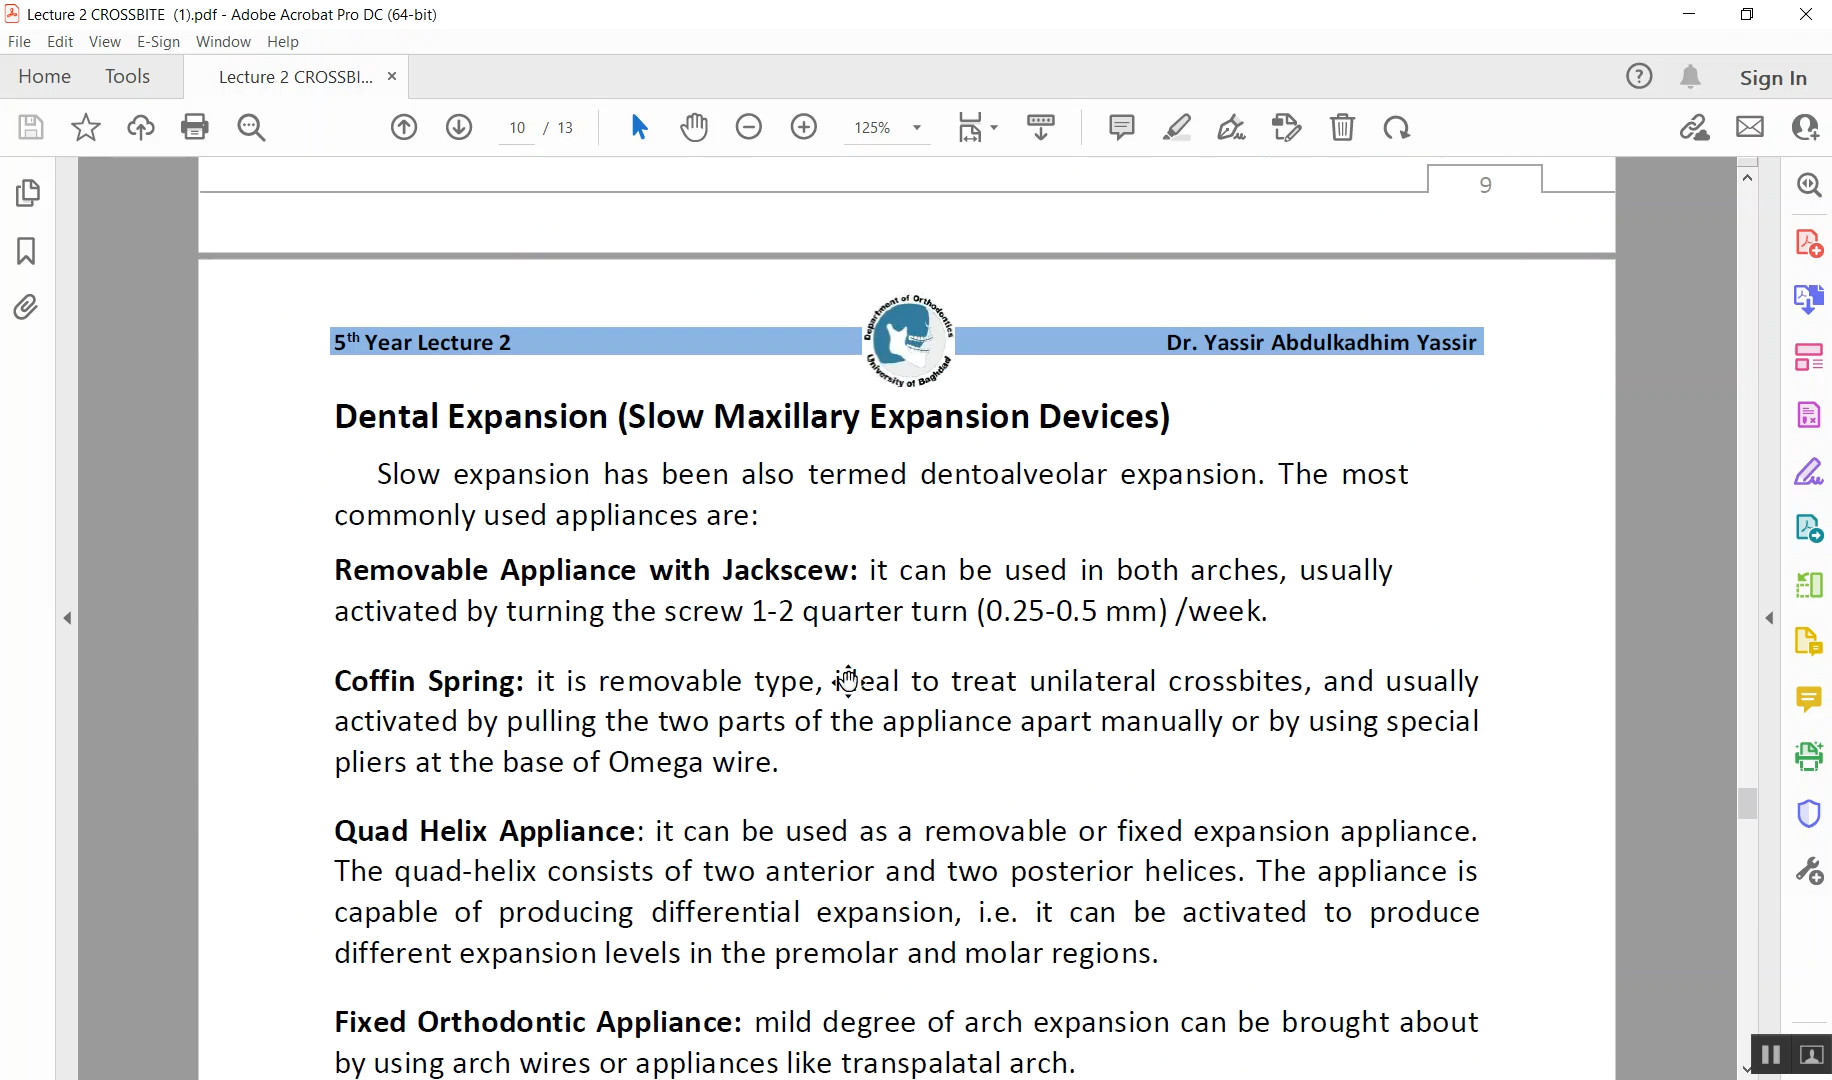 Lecture 2 CROSSBITE (1).pdf - Adobe Acrobat Pro DC (64-bit)
File Edit View E-Sign Window Help
Home Tools Lecture 2 CROSSBI... × Sign In
10 / 13 125%
9
5th Year Lecture 2 Dr. Yassir Abdulkadhim Yassir
Department of Orthodontics
University of Baghdad
Dental Expansion (Slow Maxillary Expansion Devices)
Slow expansion has been also termed dentoalveolar expansion. The most
commonly used appliances are:
Removable Appliance with Jackscew: it can be used in both arches, usually
activated by turning the screw 1-2 quarter turn (0.25-0.5 mm) /week.
Coffin Spring: it is removable type, ideal to treat unilateral crossbites, and usually
activated by pulling the two parts of the appliance apart manually or by using special
pliers at the base of Omega wire.
Quad Helix Appliance: it can be used as a removable or fixed expansion appliance.
The quad-helix consists of two anterior and two posterior helices. The appliance is
capable of producing differential expansion, i.e. it can be activated to produce
different expansion levels in the premolar and molar regions.
Fixed Orthodontic Appliance: mild degree of arch expansion can be brought about
by using arch wires or appliances like transpalatal arch.